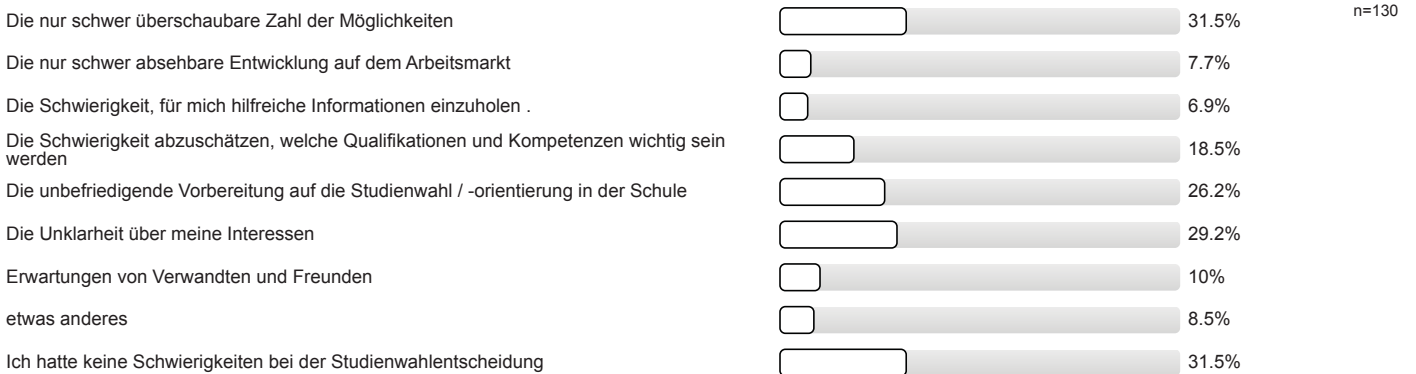 n=130
Die nur schwer überschaubare Zahl der Möglichkeiten 31.5%
Die nur schwer absehbare Entwicklung auf dem Arbeitsmarkt 7.7%
Die Schwierigkeit, für mich hilfreiche Informationen einzuholen . 6.9%
Die Schwierigkeit abzuschätzen, welche Qualifikationen und Kompetenzen wichtig sein
werden 18.5%
Die unbefriedigende Vorbereitung auf die Studienwahl / -orientierung in der Schule 26.2%
Die Unklarheit über meine Interessen 29.2%
Erwartungen von Verwandten und Freunden 10%
etwas anderes 8.5%
Ich hatte keine Schwierigkeiten bei der Studienwahlentscheidung 31.5%